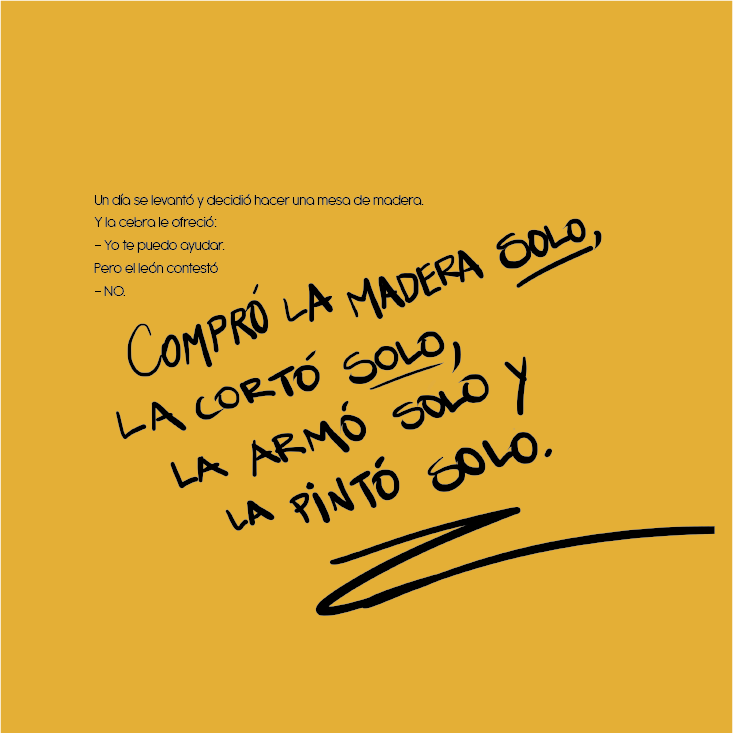 Un día se levantó y decidió hacer una mesa de madera.
Y la cebra le ofreció:
– Yo te puedo ayudar.
Pero el león contestó
– NO.
COMPRÓ LA MADERA SOLO,
LA CORTÓ SOLO,
LA ARMÓ SOLO Y
LA PINTÓ SOLO.